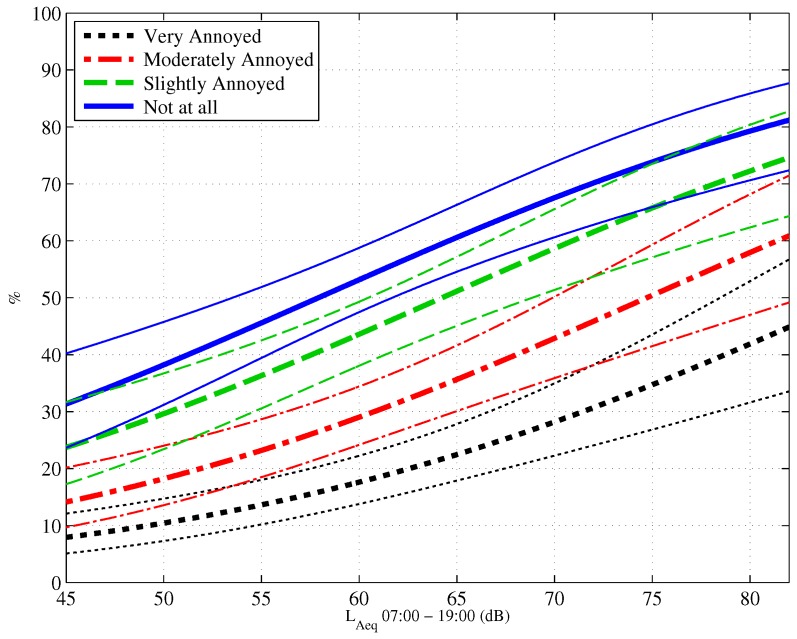 100
90
80
70
60
50
40
30
20
10
0
%
Very Annoyed
Moderately Annoyed
Slightly Annoyed
Not at all
45 50 55 60 65 70 75 80
L_Aeq 07:00 − 19:00 (dB)